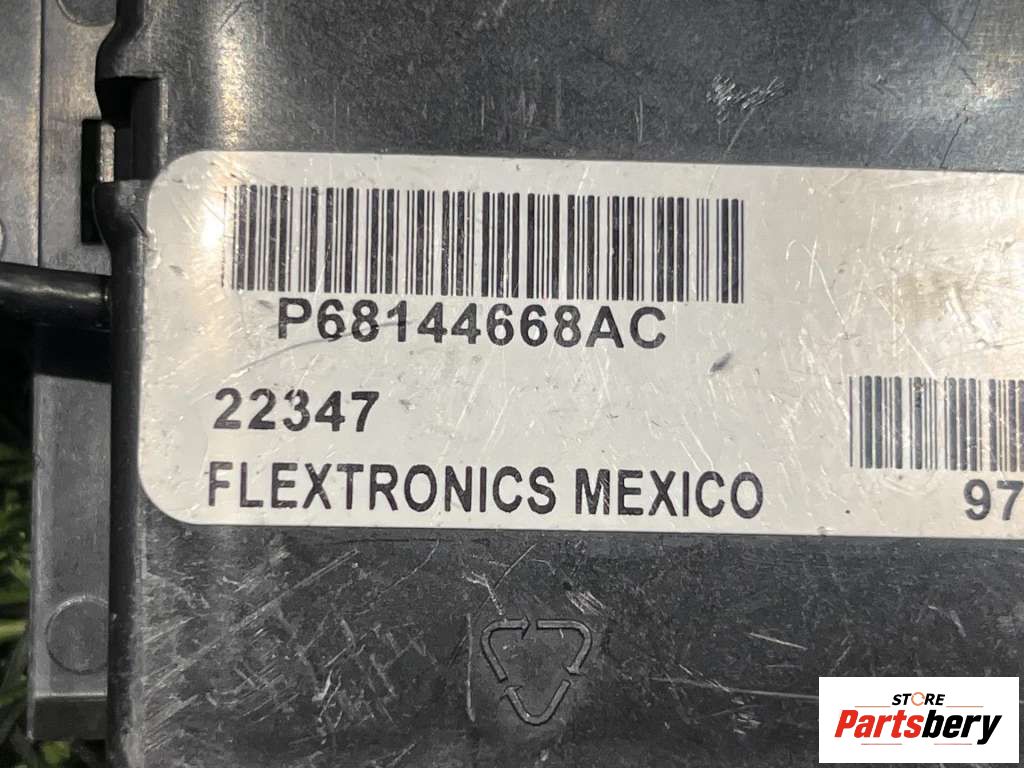 P68144668AC
22347
FLEXTRONICS MEXICO
97
STORE
Partsbery